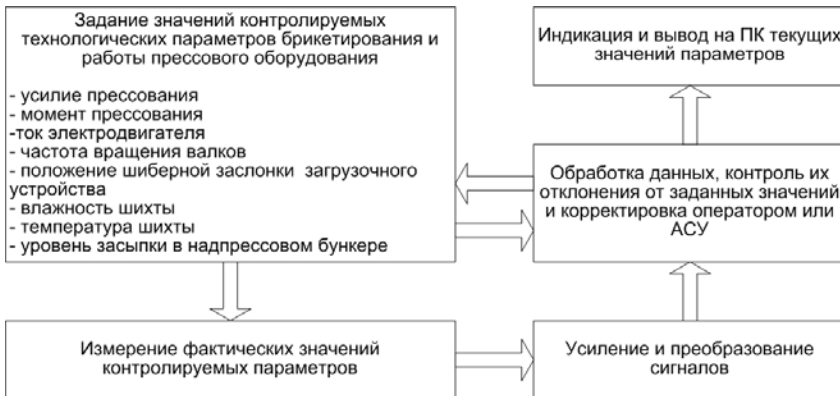 Задание значений контролируемых
технологических параметров брикетирования и
работы прессового оборудования
- усилие прессования
- момент прессования
-ток электродвигателя
- частота вращения валков
- положение шиберной заслонки загрузочного
устройства
- влажность шихты
- температура шихты
- уровень засыпки в надпрессовом бункере
Индикация и вывод на ПК текущих
значений параметров
Обработка данных, контроль их
отклонения от заданных значений
и корректировка оператором или
АСУ
Измерение фактических значений
контролируемых параметров
Усиление и преобразование
сигналов